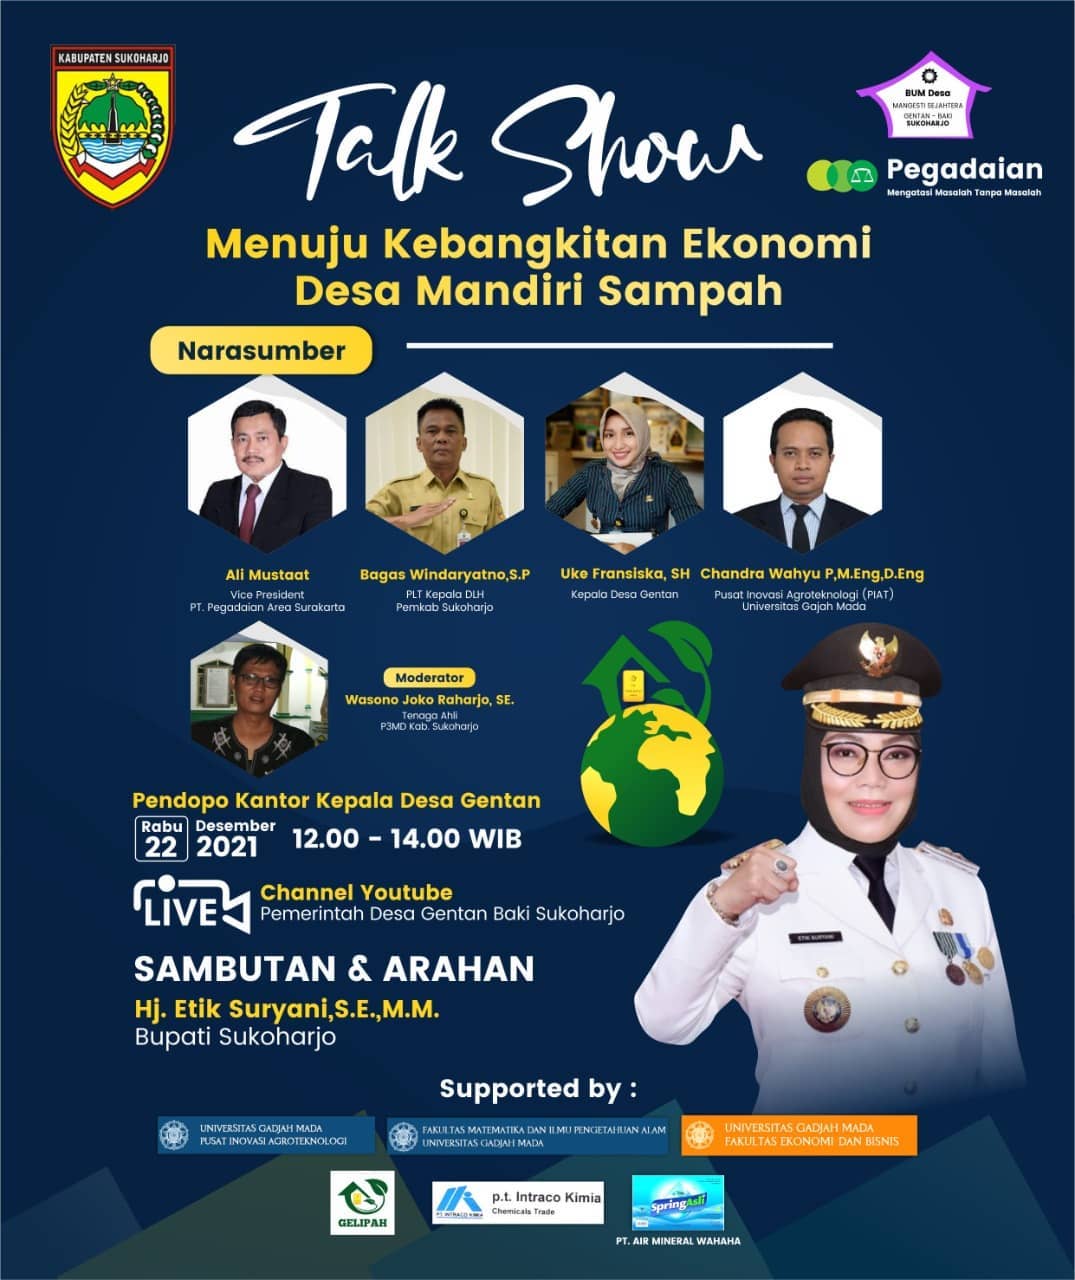 KABUPATEN SUKOHARJO
Talk Show
BUM Desa
MANGESTI SEJAHTERA
GENTAN - BAKI
SUKOHARJO
Pegadaian
Mengatasi Masalah Tanpa Masalah
Menuju Kebangkitan Ekonomi
Desa Mandiri Sampah
Narasumber
Ali Mustaat
Vice President
PT. Pegadaian Area Surakarta
Bagas Windaryatno,S.P
PLT Kepala DLH
Pemkab Sukoharjo
Uke Fransiska, SH
Kepala Desa Gentan
Chandra Wahyu P,M.Eng,D.Eng
Pusat Inovasi Agroteknologi (PIAT)
Universitas Gajah Mada
Moderator
Wasono Joko Raharjo, SE.
Tenaga Ahli
P3MD Kab. Sukoharjo
Pendopo Kantor Kepala Desa Gentan
Rabu
22
Desember
2021
12.00 - 14.00 WIB
LIVE
Channel Youtube
Pemerintah Desa Gentan Baki Sukoharjo
ETIK SURYANI
SAMBUTAN & ARAHAN
Hj. Etik Suryani,S.E.,M.M.
Bupati Sukoharjo
Supported by :
UNIVERSITAS GADJAH MADA
PUSAT INOVASI AGROTEKNOLOGI
FAKULTAS MATEMATIKA DAN ILMU PENGETAHUAN ALAM
UNIVERSITAS GADJAH MADA
UNIVERSITAS GADJAH MADA
FAKULTAS EKONOMI DAN BISNIS
GELIPAH
PT. INTRACO KIMIA
p.t. Intraco Kimia
Chemicals Trade
SpringAsli
PT. AIR MINERAL WAHAHA